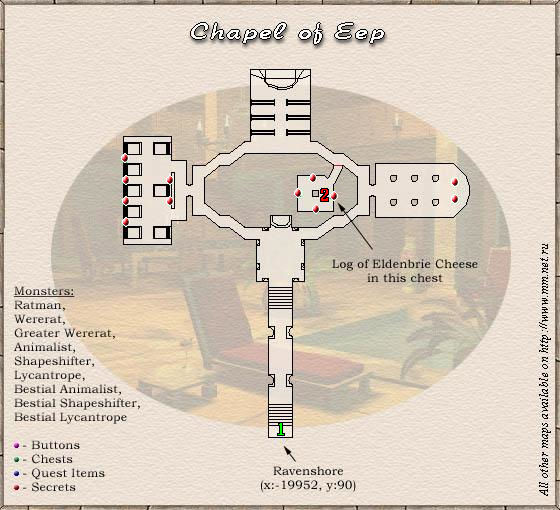 Chapel of Eep
2
Log of Eldenbrie Cheese
in this chest
Monsters:
Ratman,
Wererat,
Greater Wererat,
Animalist,
Shapeshifter,
Lycantrope,
Bestial Animalist,
Bestial Shapeshifter,
Bestial Lycantrope
- Buttons
- Chests
- Quest Items
- Secrets
1
Ravenshore
(x:-19952, y:90)
All other maps available on http://www.mm.net.ru